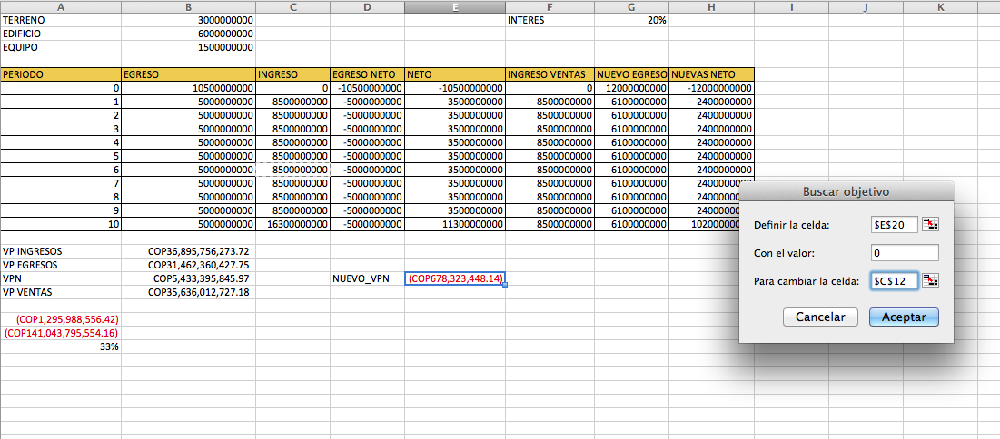 A B C D E F G H I J K
TERRENO 3000000000 INTERES 20%
EDIFICIO 6000000000
EQUIPO 1500000000
PERIODO EGRESO INGRESO EGRESO NETO NETO INGRESO VENTAS NUEVO EGRESO NUEVAS NETO
0 10500000000 0 -10500000000 -10500000000 0 12000000000 -12000000000
1 5000000000 8500000000 -5000000000 3500000000 8500000000 6100000000 2400000000
2 5000000000 8500000000 -5000000000 3500000000 8500000000 6100000000 2400000000
3 5000000000 8500000000 -5000000000 3500000000 8500000000 6100000000 2400000000
4 5000000000 8500000000 -5000000000 3500000000 8500000000 6100000000 2400000000
5 5000000000 8500000000 -5000000000 3500000000 8500000000 6100000000 2400000000
6 5000000000 8500000000 -5000000000 3500000000 8500000000 6100000000 2400000000
7 5000000000 8500000000 -5000000000 3500000000 8500000000 6100000000
8 5000000000 8500000000 -5000000000 3500000000 8500000000 6100000000
9 5000000000 8500000000 -5000000000 3500000000 8500000000 6100000000
10 5000000000 16300000000 -5000000000 11300000000 8500000000 6100000000
VP INGRESOS COP36,895,756,273.72
VP EGRESOS COP31,462,360,427.75
VPN COP5,433,395,845.97 NUEVO_VPN (COP678,323,448.14)
VP VENTAS COP35,636,012,727.18
(COP1,295,988,556.42)
(COP141,043,795,554.16)
33%
Buscar objetivo
Definir la celda: $E$20
Con el valor: 0
Para cambiar la celda: $C$12
Cancelar Aceptar